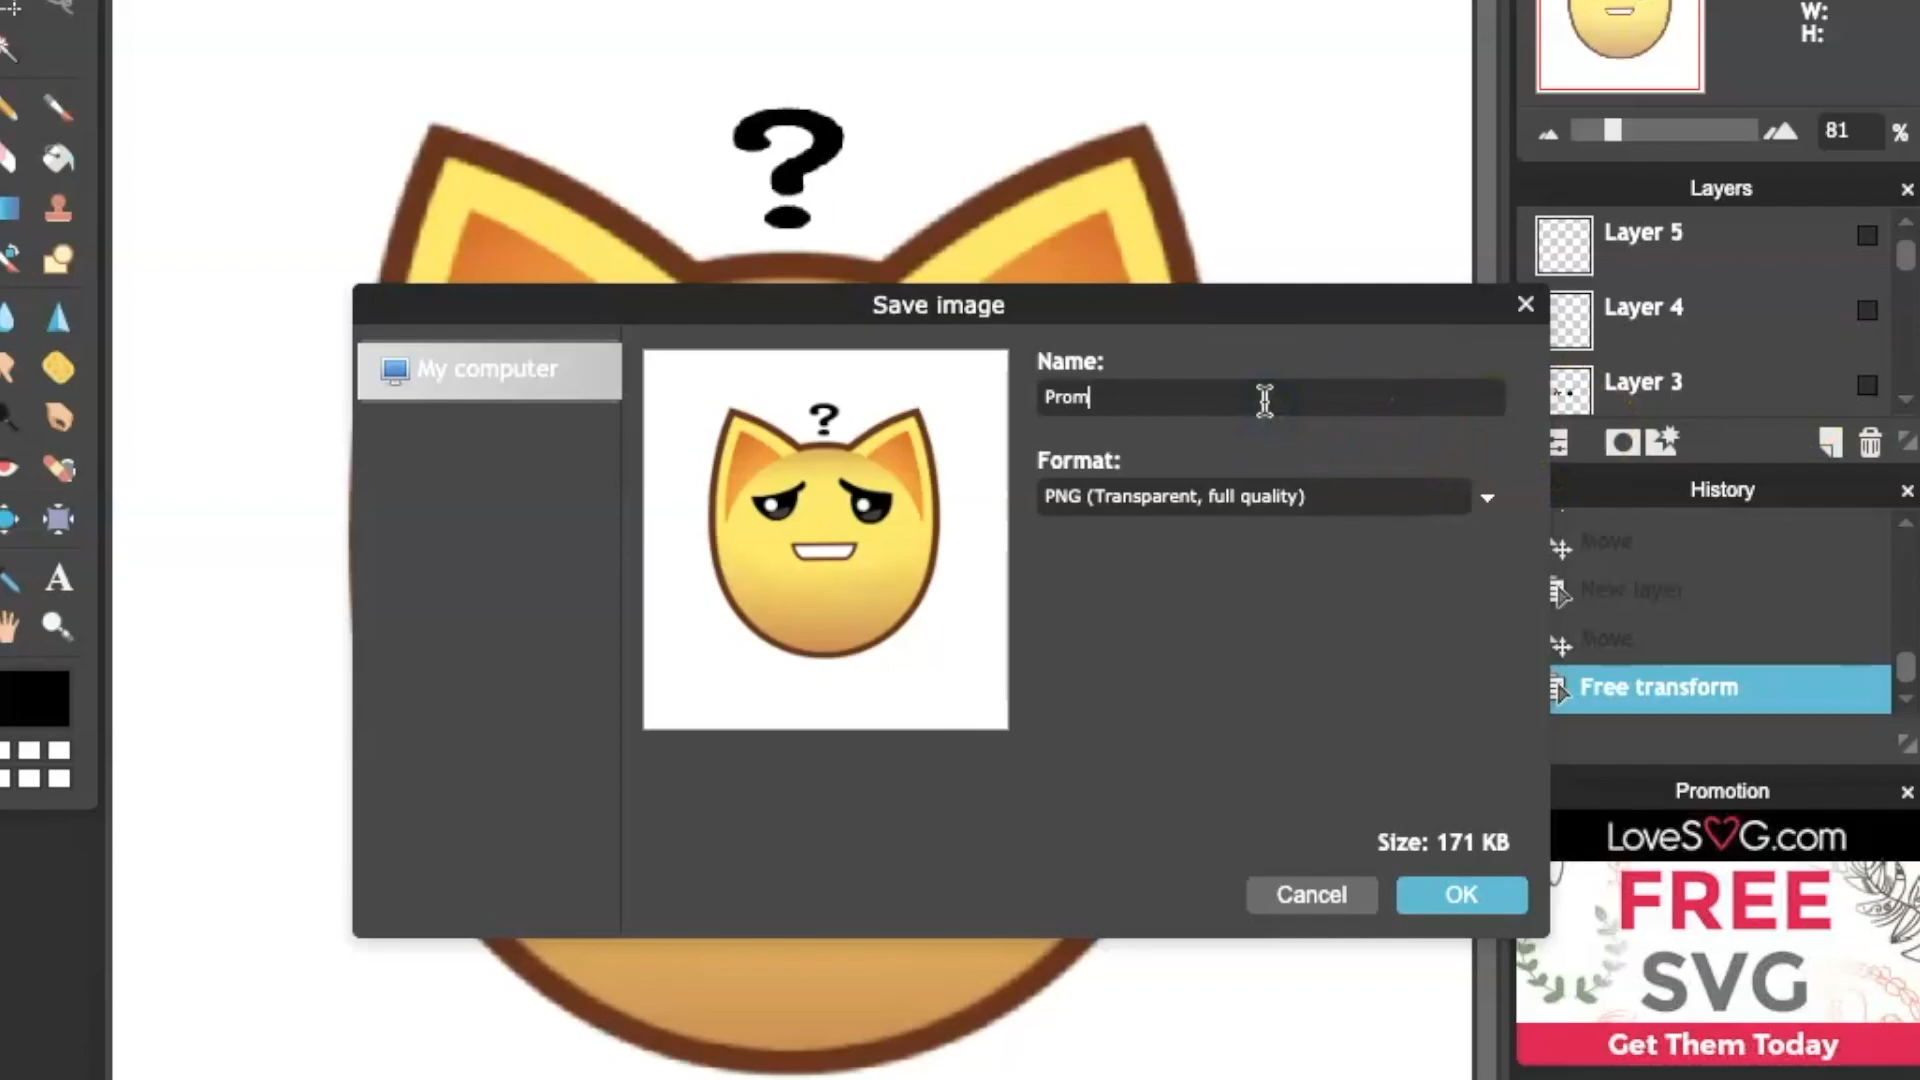 ?
W:
H:
81 %
Layers
Layer 5
Layer 4
Layer 3
Save image
My computer
?
Name:
Prom
Format:
PNG (Transparent, full quality)
Size: 171 KB
Cancel
OK
A
History
Move
New layer
Move
Free transform
Promotion
LoveSVG.com
FREE
SVG
Get Them Today